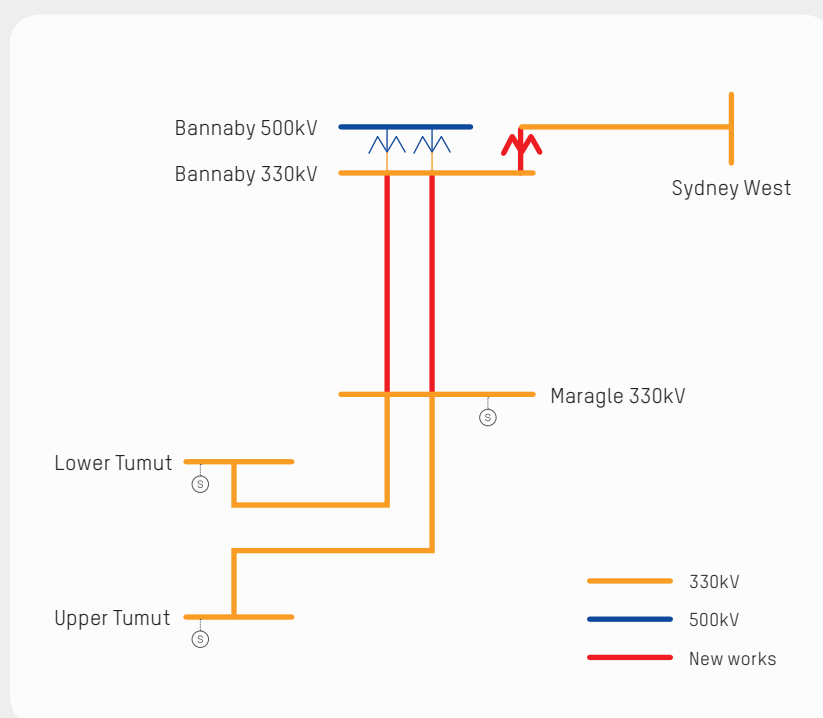 Bannaby 500kV
Bannaby 330kV
Sydney West
Maragle 330kV
S
Lower Tumut
S
Upper Tumut
S
330kV
500kV
New works